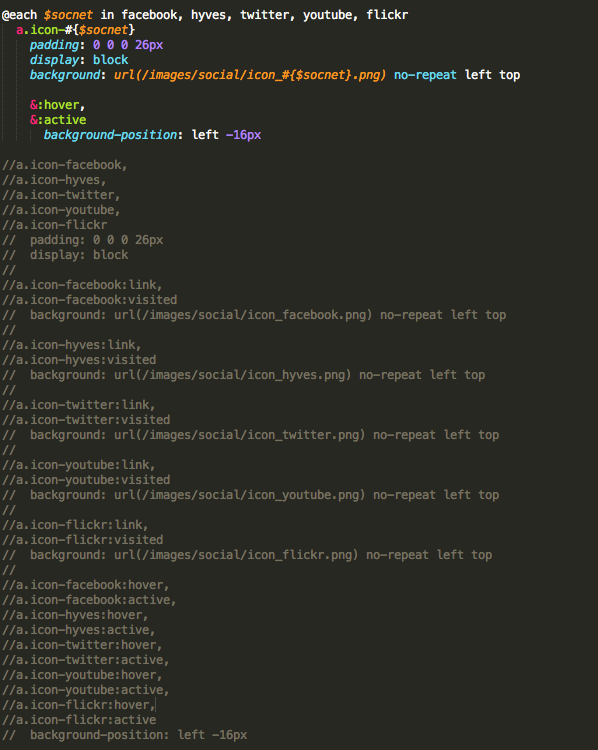 @each $socnet in facebook, hyves, twitter, youtube, flickr
  a.icon-#{$socnet}
    padding: 0 0 0 26px
    display: block
    background: url(/images/social/icon_#{$socnet}.png) no-repeat left top

    &:hover,
    &:active
      background-position: left -16px

//a.icon-facebook,
//a.icon-hyves,
//a.icon-twitter,
//a.icon-youtube,
//a.icon-flickr
//  padding: 0 0 0 26px
//  display: block
//
//a.icon-facebook:link,
//a.icon-facebook:visited
//  background: url(/images/social/icon_facebook.png) no-repeat left top
//
//a.icon-hyves:link,
//a.icon-hyves:visited
//  background: url(/images/social/icon_hyves.png) no-repeat left top
//
//a.icon-twitter:link,
//a.icon-twitter:visited
//  background: url(/images/social/icon_twitter.png) no-repeat left top
//
//a.icon-youtube:link,
//a.icon-youtube:visited
//  background: url(/images/social/icon_youtube.png) no-repeat left top
//
//a.icon-flickr:link,
//a.icon-flickr:visited
//  background: url(/images/social/icon_flickr.png) no-repeat left top
//
//a.icon-facebook:hover,
//a.icon-facebook:active,
//a.icon-hyves:hover,
//a.icon-hyves:active,
//a.icon-twitter:hover,
//a.icon-twitter:active,
//a.icon-youtube:hover,
//a.icon-youtube:active,
//a.icon-flickr:hover,
//a.icon-flickr:active
//  background-position: left -16px